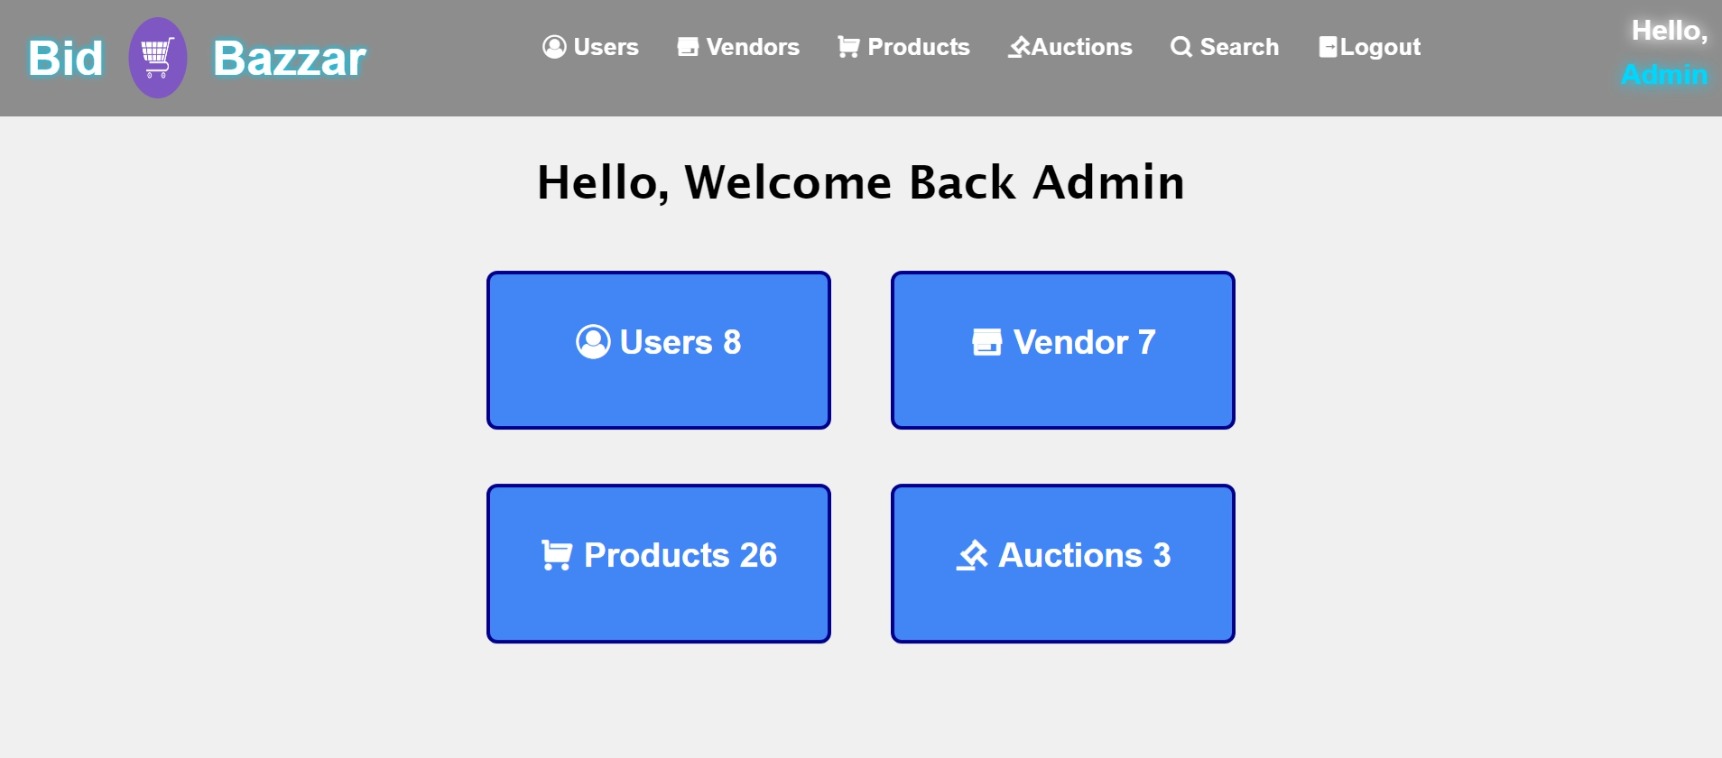 Bid Bazzar
Users Vendors Products Auctions Search Logout
Hello,
Admin
Hello, Welcome Back Admin
Users 8
Vendor 7
Products 26
Auctions 3